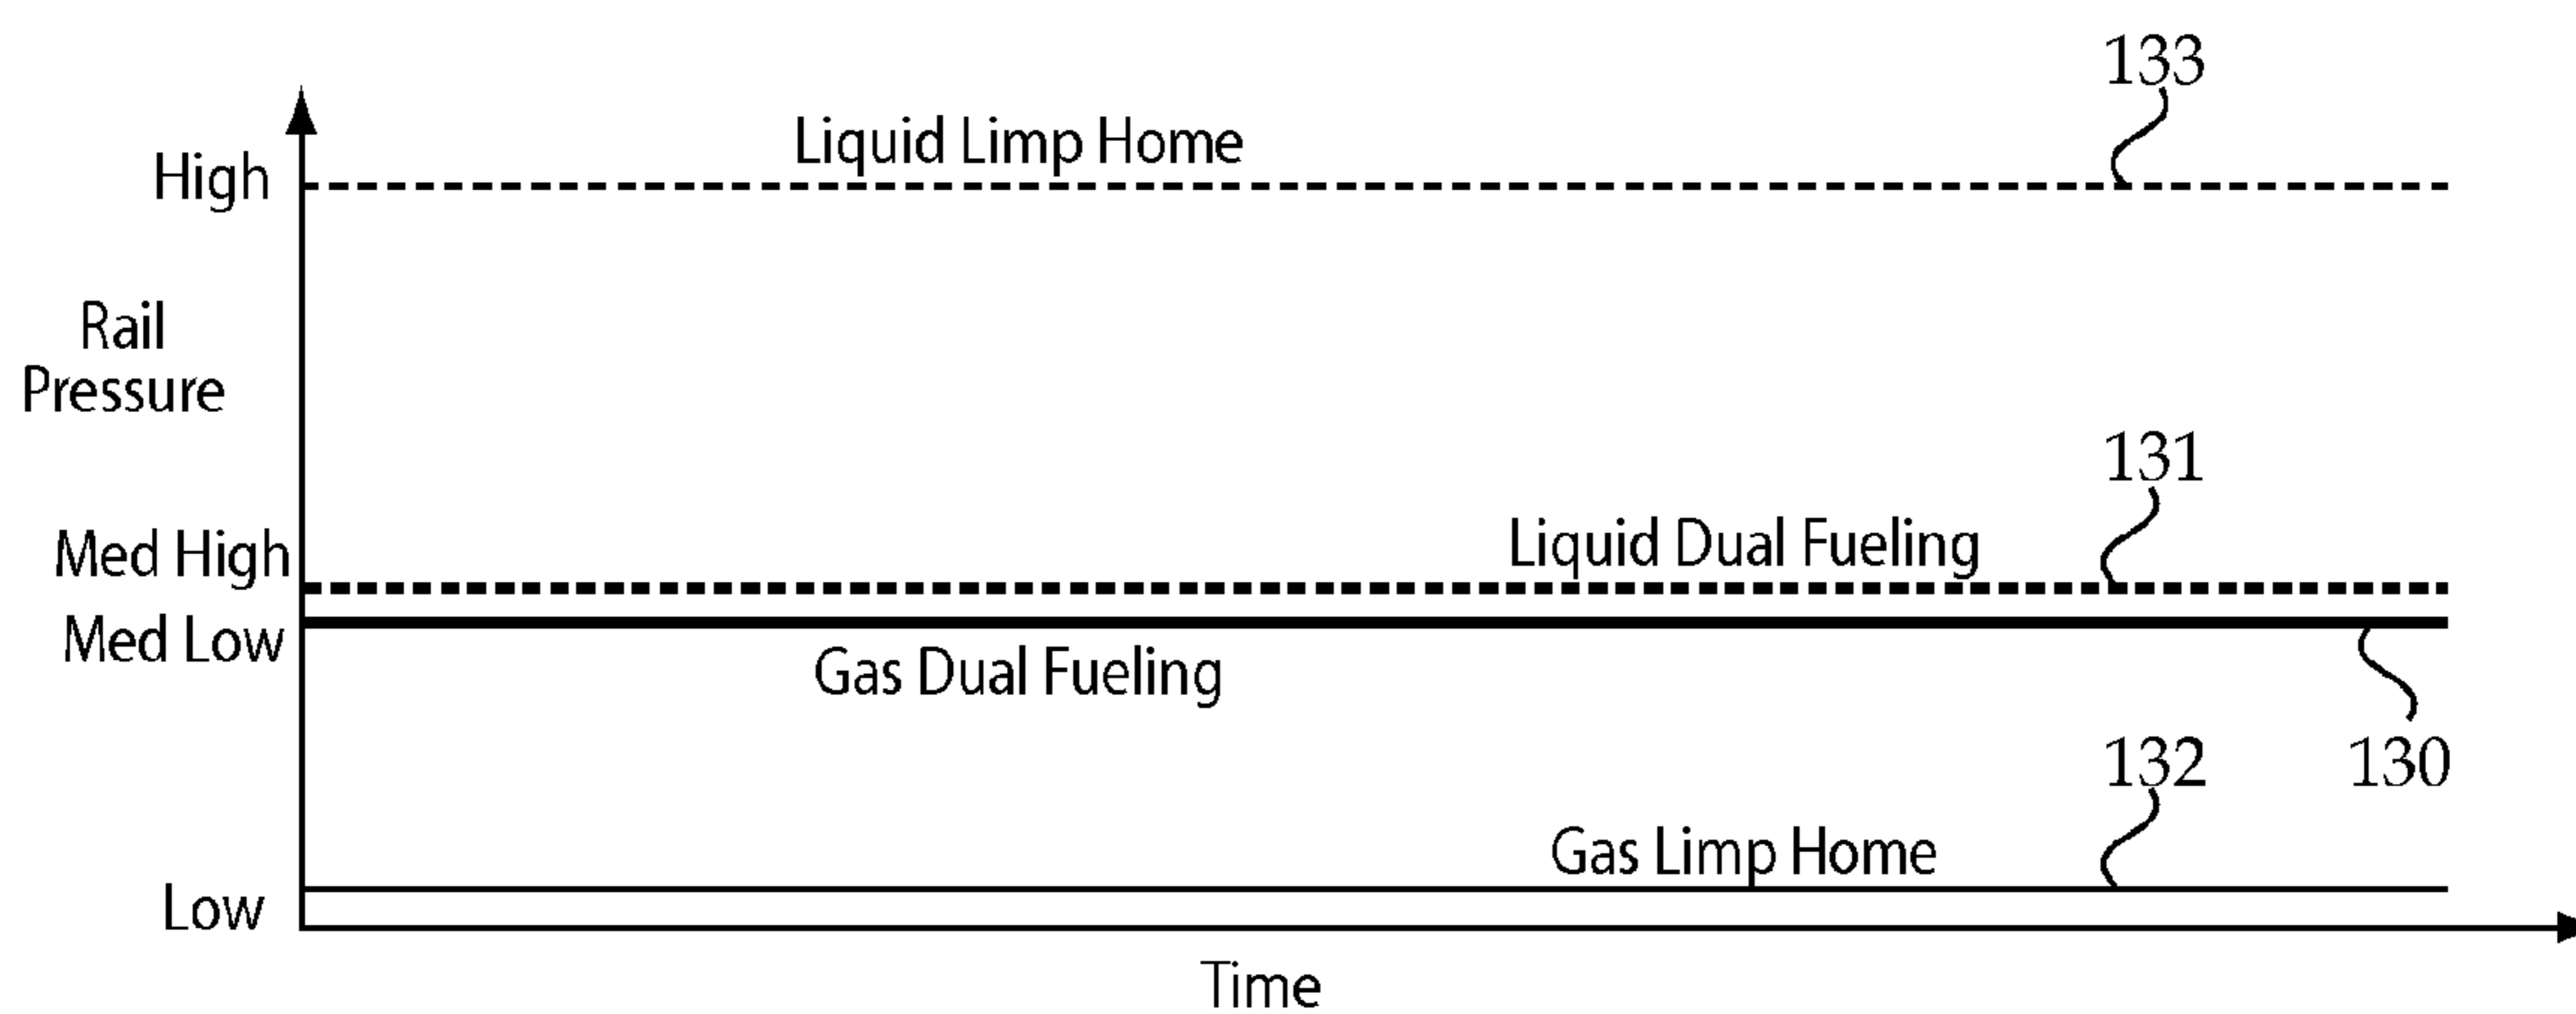 133
Liquid Limp Home
High
Rail
Pressure
131
Liquid Dual Fueling
Med High
Med Low
Gas Dual Fueling
132
130
Gas Limp Home
Low
Time